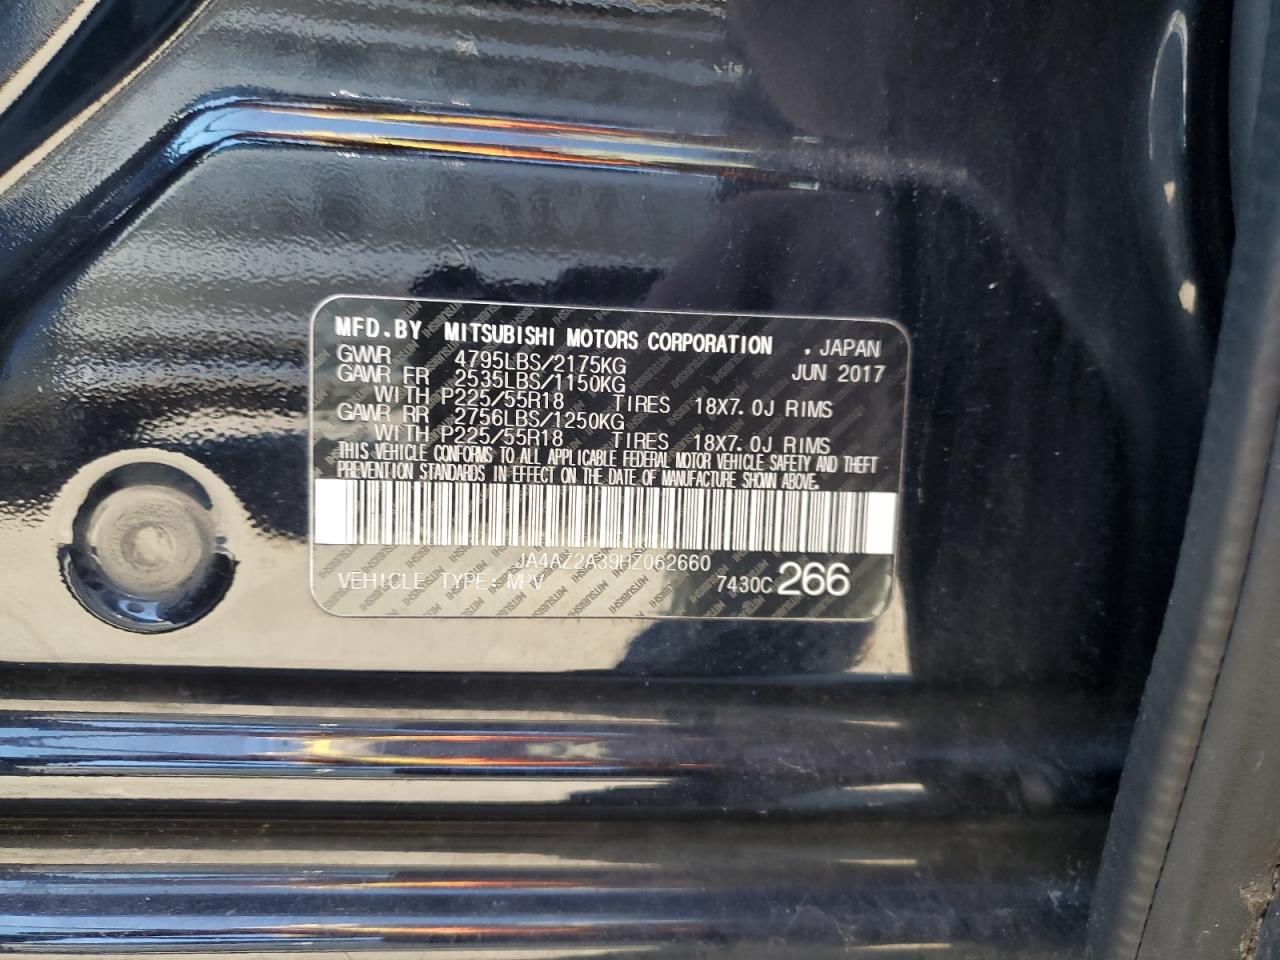 MFD.BY MITSUBISHI MOTORS CORPORATION , JAPAN
GWR 4795LBS/2175KG JUN 2017
GAWR FR 2535LBS/1150KG
WITH P225/55R18 TIRES 18X7.0J RIMS
GAWR RR 2756LBS/1250KG
WITH P225/55R18 TIRES 18X7.0J RIMS
THIS VEHICLE CONFORMS TO ALL APPLICABLE FEDERAL MOTOR VEHICLE SAFETY AND THEFT
PREVENTION STANDARDS IN EFFECT ON THE DATE OF MANUFACTURE SHOWN ABOVE.
JA4AZ2A39HZ062660
VEHICLE TYPE: MPV 7430C 266